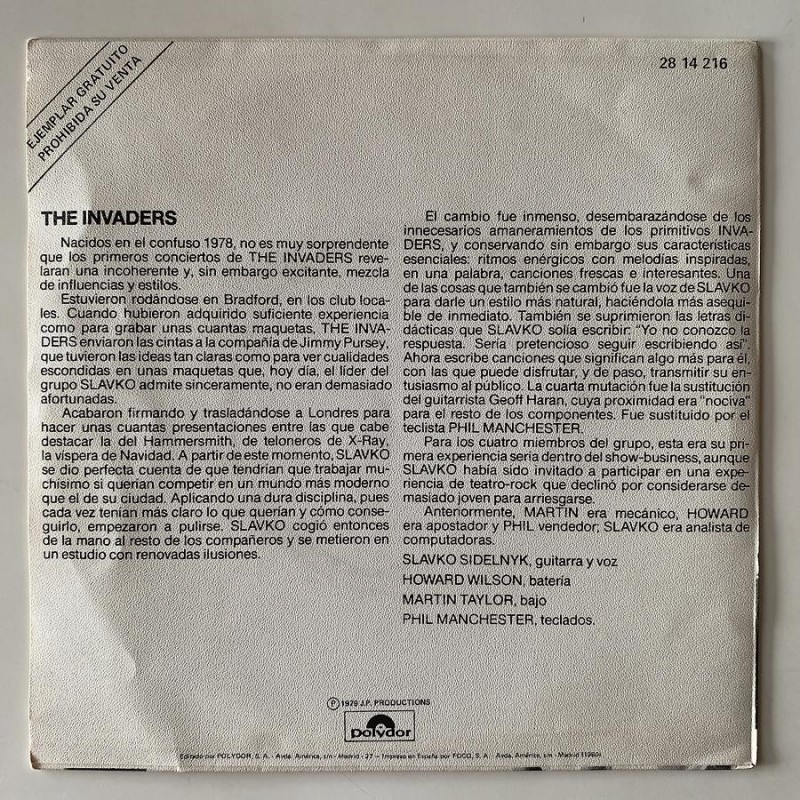 EJEMPLAR GRATUITO
PROHIBIDA SU VENTA
28 14 216
THE INVADERS
Nacidos en el confuso 1978, no es muy sorprendente
que los primeros conciertos de THE INVADERS reve-
laran una incoherente y, sin embargo excitante, mezcla
de influencias y estilos.
Estuvieron rodándose en Bradford, en los club loca-
les. Cuando hubieron adquirido suficiente experiencia
como para grabar unas cuantas maquetas, THE INVA-
DERS enviaron las cintas a la compañía de Jimmy Pursey,
que tuvieron las ideas tan claras como para ver cualidades
escondidas en unas maquetas que, hoy día, el líder del
grupo SLAVKO admite sinceramente, no eran demasiado
afortunadas.
Acabaron firmando y trasladándose a Londres para
hacer unas cuantas presentaciones entre las que cabe
destacar la del Hammersmith, de teloneros de X-Ray,
la víspera de Navidad. A partir de este momento, SLAVKO
se dio perfecta cuenta de que tendrían que trabajar mu-
chísimo si querían competir en un mundo más moderno
que el de su ciudad. Aplicando una dura disciplina, pues
cada vez tenían más claro lo que querían y cómo conse-
guirlo, empezaron a pulirse. SLAVKO cogió entonces
de la mano al resto de los compañeros y se metieron en
un estudio con renovadas ilusiones.
El cambio fue inmenso, desembarazándose de los
innecesarios amaneramientos de los primitivos INVA-
DERS, y conservando sin embargo sus características
esenciales: ritmos enérgicos con melodías inspiradas,
en una palabra, canciones frescas e interesantes. Una
de las cosas que también se cambió fue la voz de SLAVKO
para darle un estilo más natural, haciéndola más asequi-
ble de inmediato. También se suprimieron las letras di-
dácticas que SLAVKO solía escribir: "Yo no conozco la
respuesta. Sería pretencioso seguir escribiendo así".
Ahora escribe canciones que significan algo más para él,
con las que puede disfrutar, y de paso, transmitir su en-
tusiasmo al público. La cuarta mutación fue la sustitución
del guitarrista Geoff Haran, cuya proximidad era "nociva"
para el resto de los componentes. Fue sustituido por el
teclista PHIL MANCHESTER.
Para los cuatro miembros del grupo, esta era su pri-
mera experiencia seria dentro del show-business, aunque
SLAVKO había sido invitado a participar en una expe-
riencia de teatro-rock que declinó por considerarse de-
masiado joven para arriesgarse.
Anteriormente, MARTIN era mecánico, HOWARD
era apostador y PHIL vendedor; SLAVKO era analista de
computadoras.
SLAVKO SIDELNYK, guitarra y voz
HOWARD WILSON, batería
MARTIN TAYLOR, bajo
PHIL MANCHESTER, teclados.
Ⓟ 1979 J.P. PRODUCTIONS
polydor
Editado por POLYDOR, S. A. - Avda. América, s/n - Madrid - 27 - Impreso en España por FOCO, S. A. - Avda. América, s/n - Madrid